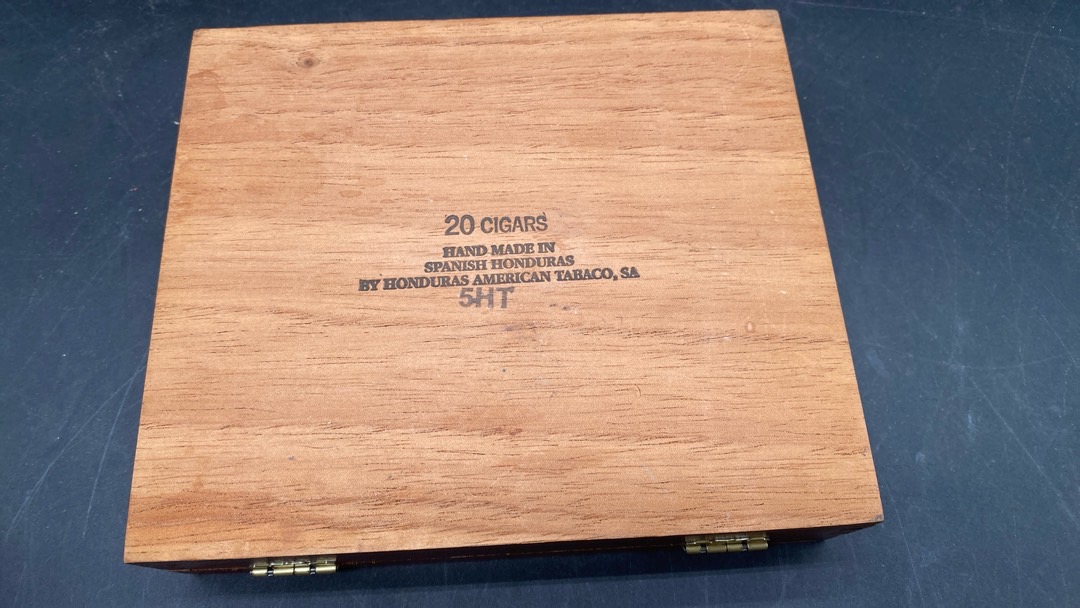 20 CIGARS
HAND MADE IN
SPANISH HONDURAS
BY HONDURAS AMERICAN TABACO, SA
5HT